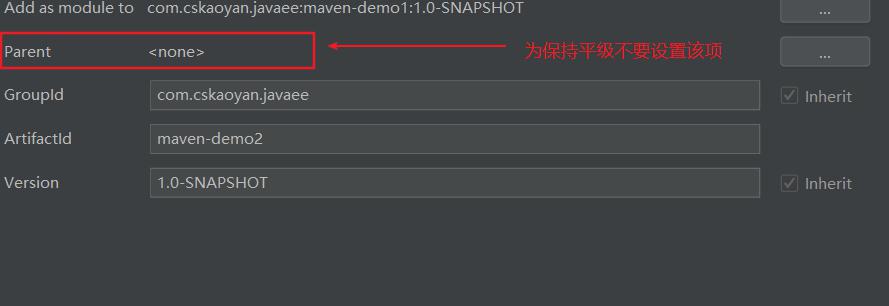 Add as module to com.cskaoyan.javaee:maven-demo1:1.0-SNAPSHOT ...
Parent <none> 为保持平级不要设置该项 ...
GroupId com.cskaoyan.javaee Inherit
ArtifactId maven-demo2
Version 1.0-SNAPSHOT Inherit